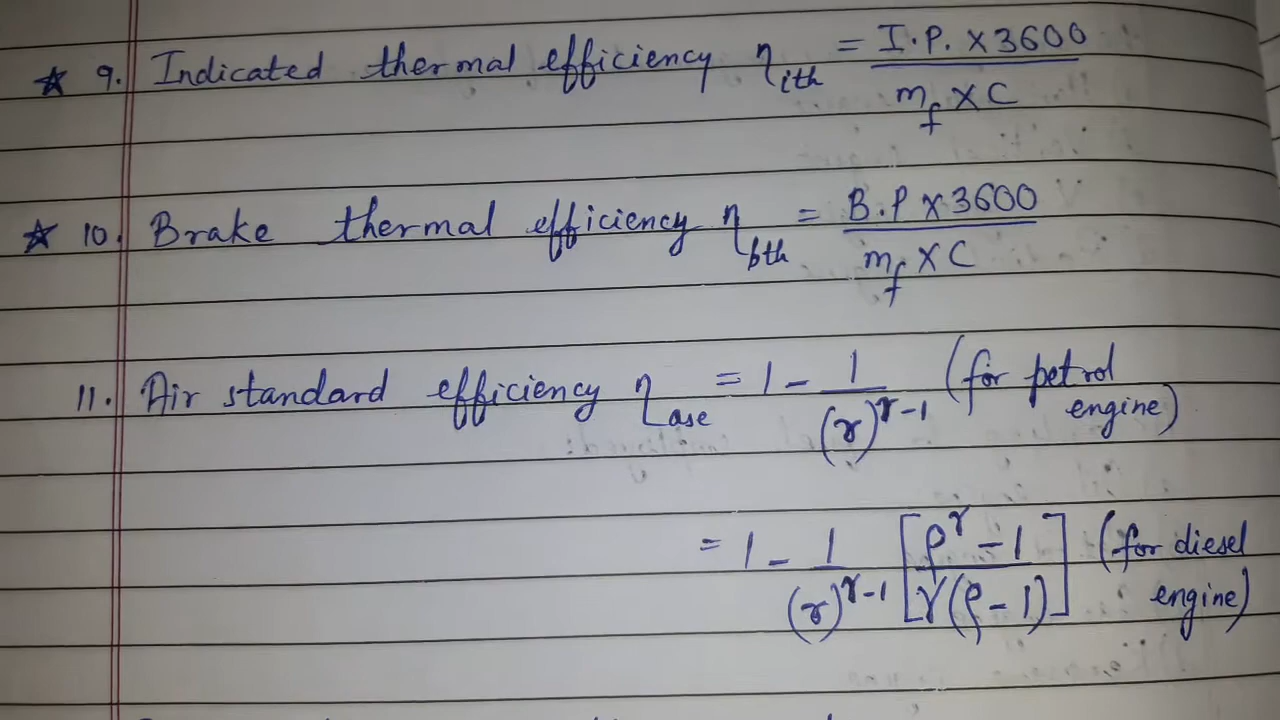 ★ 9. Indicated thermal efficiency η_ith = I.P. × 3600 / m_f × C
★ 10. Brake thermal efficiency η_bth = B.P × 3600 / m_f × C
11. Air standard efficiency η_ase = 1 - 1 / (r)^γ-1 (for petrol engine)
= 1 - 1 / (r)^γ-1 [ρ^γ - 1 / γ(ρ - 1)] (for diesel engine)